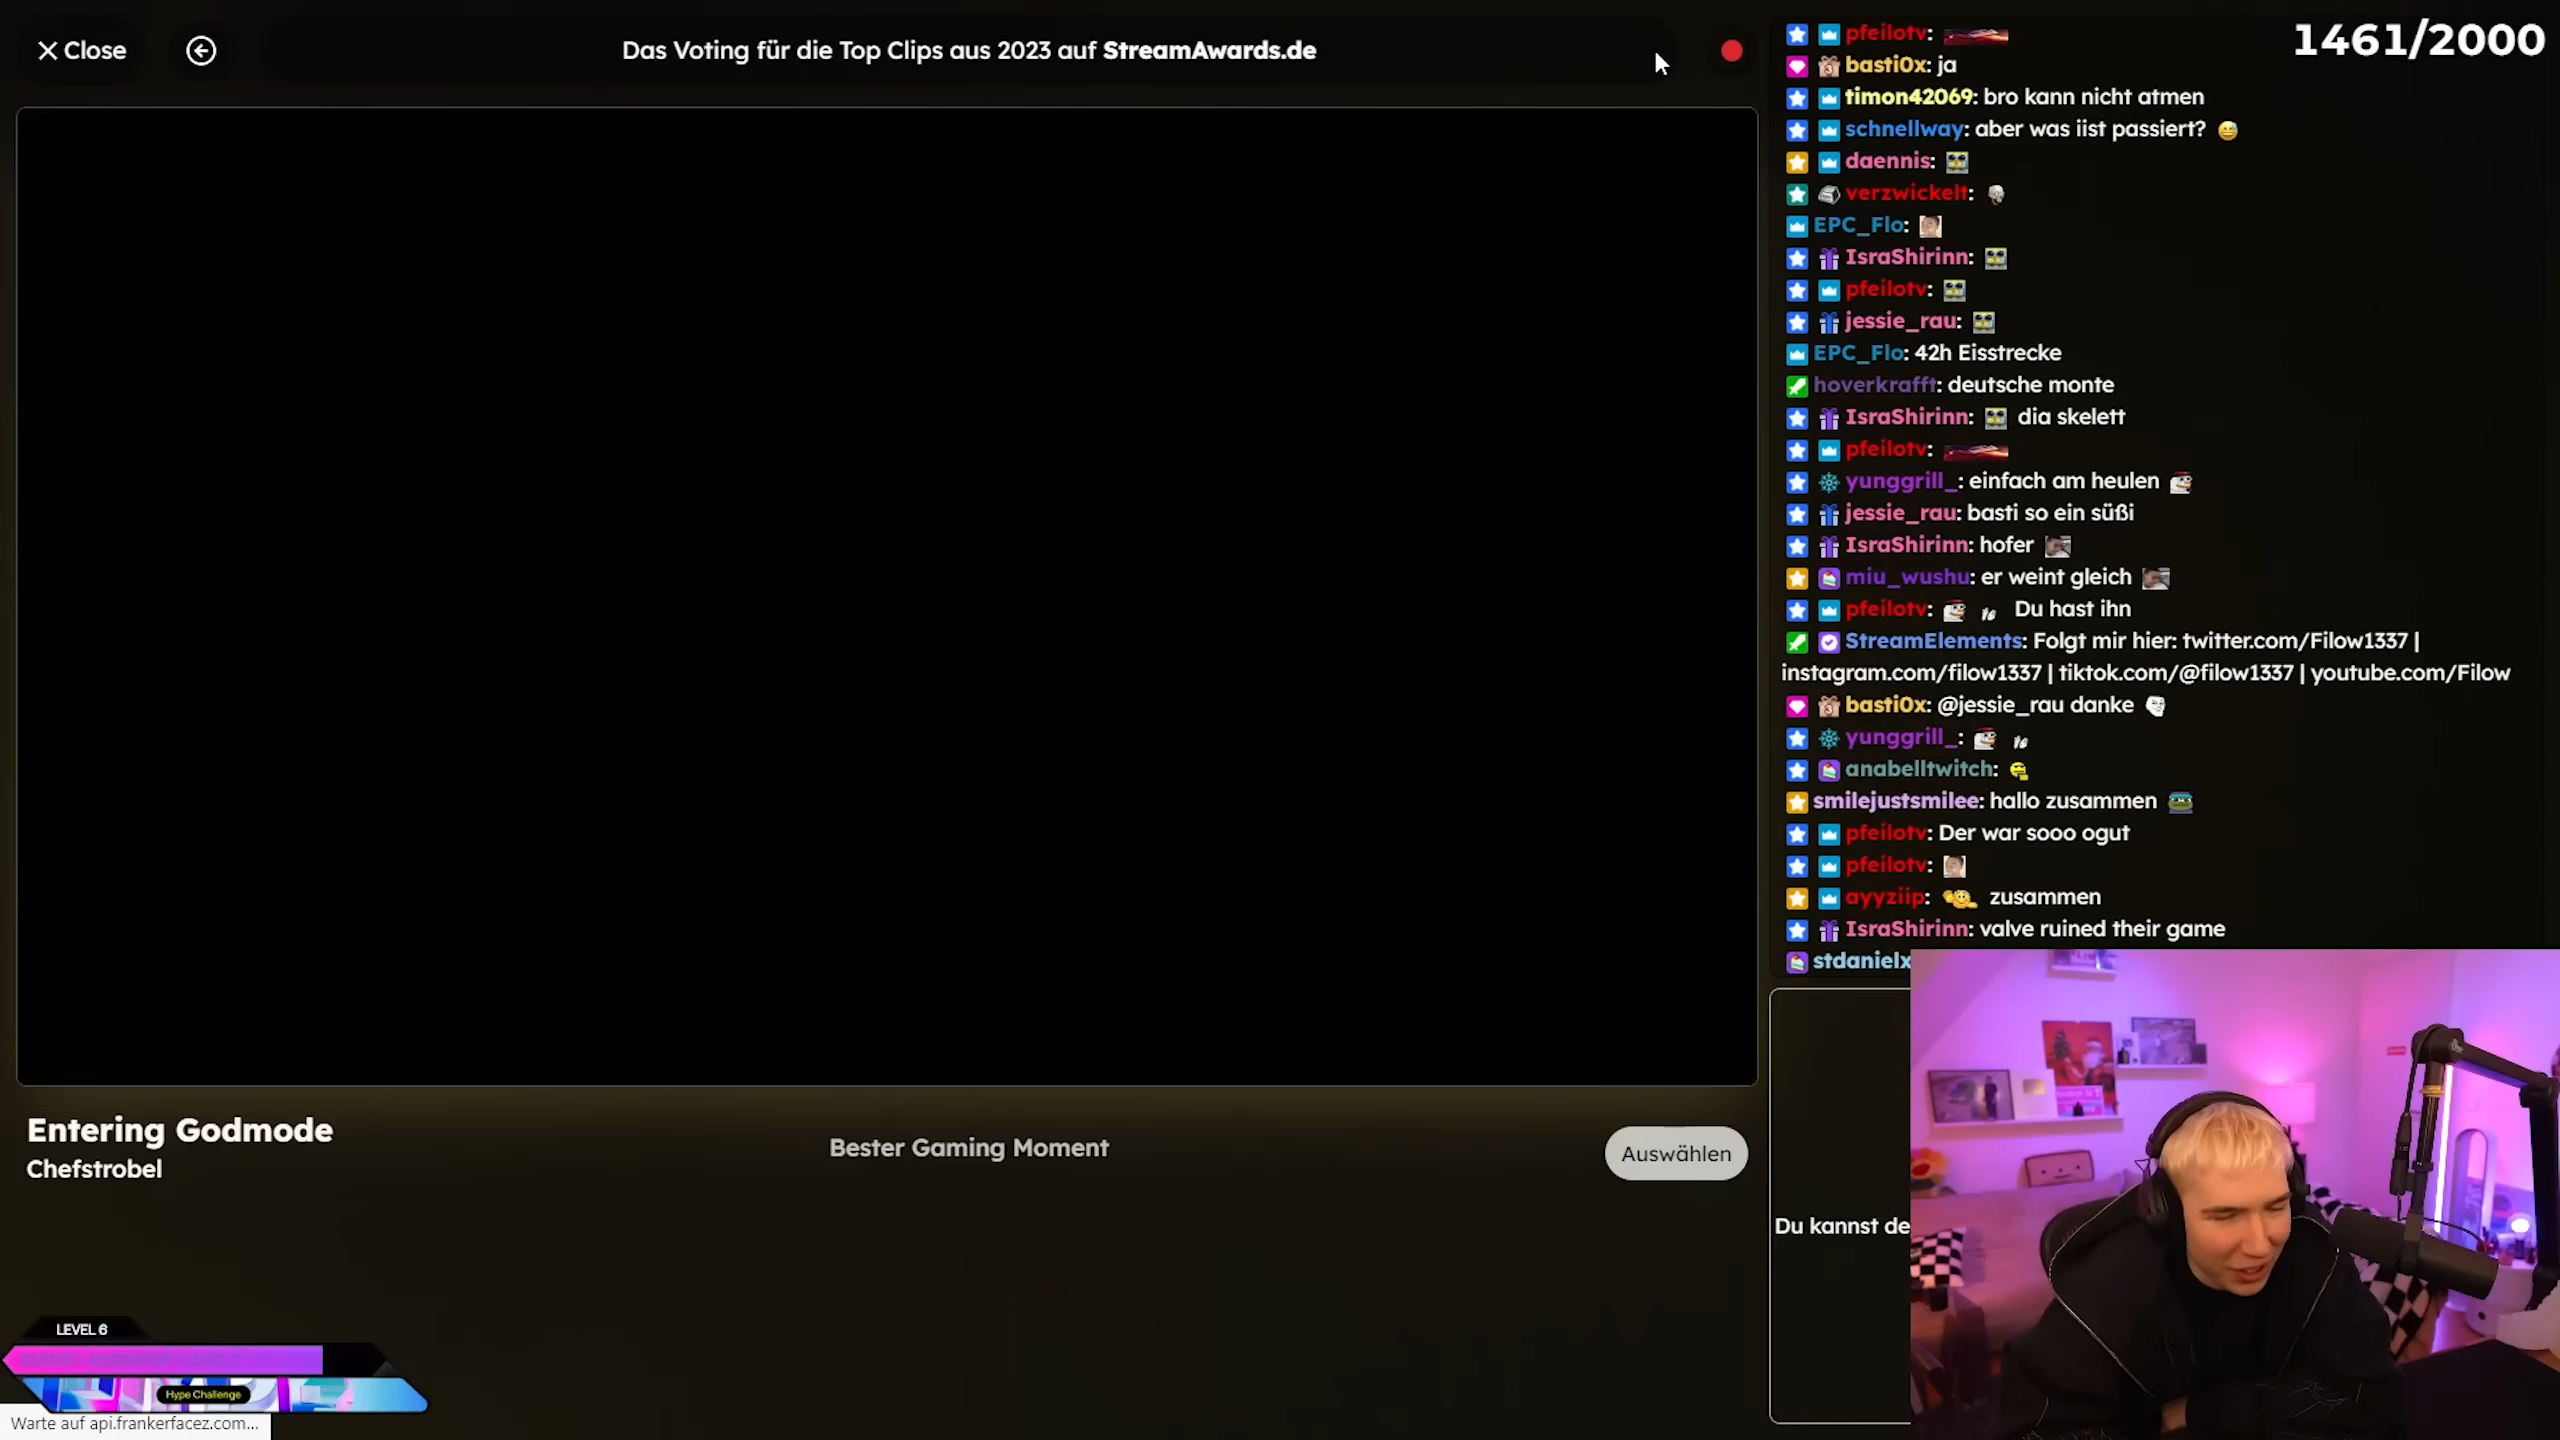 Close
Das Voting für die Top Clips aus 2023 auf StreamAwards.de
1461/2000
pfeilotv:
basti0x: ja
timon42069: bro kann nicht atmen
schnellway: aber was iist passiert?
daennis:
verzwickelt:
EPC_Flo:
IsraShirinn:
pfeilotv:
jessie_rau:
EPC_Flo: 42h Eisstrecke
hoverkrafft: deutsche monte
IsraShirinn: dia skelett
pfeilotv:
yunggrill_: einfach am heulen
jessie_rau: basti so ein süßi
IsraShirinn: hofer
miu_wushu: er weint gleich
pfeilotv: Du hast ihn
StreamElements: Folgt mir hier: twitter.com/Filow1337 |
instagram.com/filow1337 | tiktok.com/@filow1337 | youtube.com/Filow
basti0x: @jessie_rau danke
yunggrill_:
anabelltwitch:
smilejustsmilee: hallo zusammen
pfeilotv: Der war sooo ogut
pfeilotv:
ayyziip: zusammen
IsraShirinn: valve ruined their game
stdanielx
Du kannst de
Entering Godmode
Chefstrobel
Bester Gaming Moment
Auswählen
LEVEL 6
Hype Challenge
Warte auf api.frankerfacez.com...